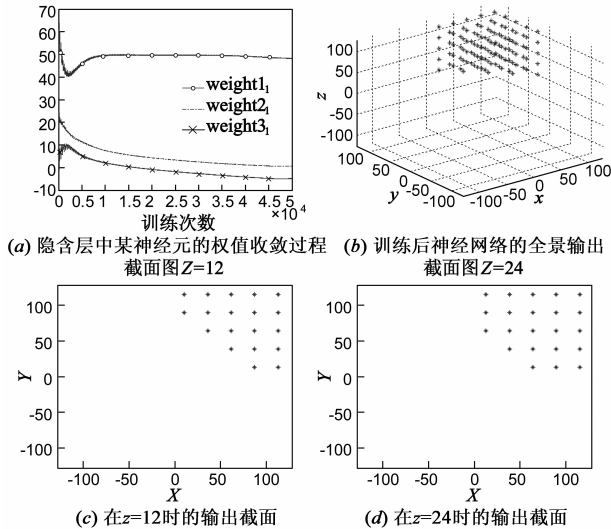 70
60
50
40
30
20
10
0
-10
weight1₁
weight2₁
weight3₁
0 0.5 1 1.5 2 2.5 3 3.5 4 4.5 5
×10⁴
训练次数
(a) 隐含层中某神经元的权值收敛过程
100
50
0
-50
-100
z
100 50 0 -50 -100
y
-100 -50 0 50 100
x
(b) 训练后神经网络的全景输出
截面图Z=12
100
50
0
-50
-100
Y
-100 -50 0 50 100
X
(c) 在z=12时的输出截面
截面图Z=24
100
50
0
-50
-100
Y
-100 -50 0 50 100
X
(d) 在z=24时的输出截面